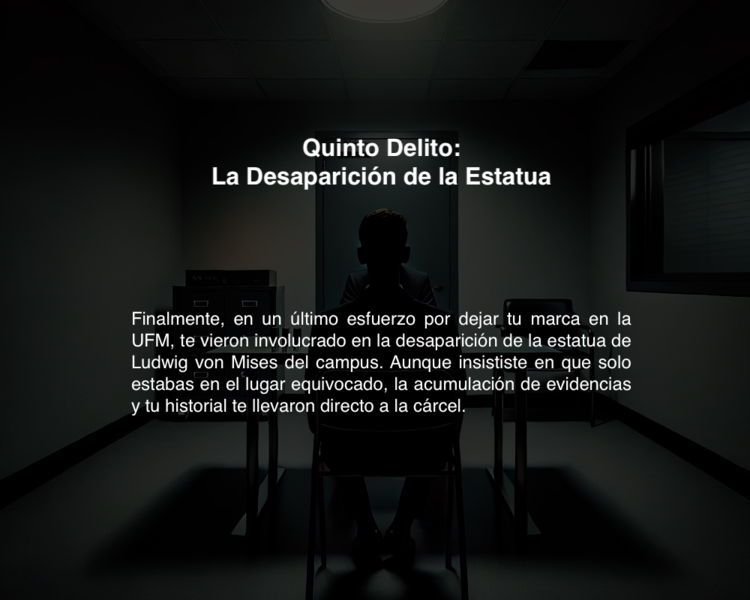 Quinto Delito:
La Desaparición de la Estatua
Finalmente, en un último esfuerzo por dejar tu marca en la
UFM, te vieron involucrado en la desaparición de la estatua de
Ludwig von Mises del campus. Aunque insististe en que solo
estabas en el lugar equivocado, la acumulación de evidencias
y tu historial te llevaron directo a la cárcel.